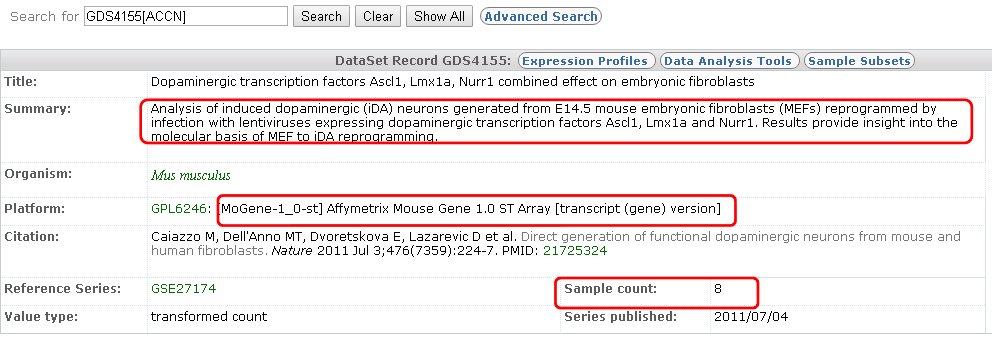 Search for GDS4155[ACCN] Search Clear Show All Advanced Search
DataSet Record GDS4155: Expression Profiles Data Analysis Tools Sample Subsets
Title: Dopaminergic transcription factors Ascl1, Lmx1a, Nurr1 combined effect on embryonic fibroblasts
Summary: Analysis of induced dopaminergic (iDA) neurons generated from E14.5 mouse embryonic fibroblasts (MEFs) reprogrammed by
infection with lentiviruses expressing dopaminergic transcription factors Ascl1, Lmx1a and Nurr1. Results provide insight into the
molecular basis of MEF to iDA reprogramming.
Organism: Mus musculus
Platform: GPL6246: [MoGene-1_0-st] Affymetrix Mouse Gene 1.0 ST Array [transcript (gene) version]
Citation: Caiazzo M, Dell'Anno MT, Dvoretskova E, Lazarevic D et al. Direct generation of functional dopaminergic neurons from mouse and
human fibroblasts. Nature 2011 Jul 3;476(7359):224-7. PMID: 21725324
Reference Series: GSE27174 Sample count: 8
Value type: transformed count Series published: 2011/07/04